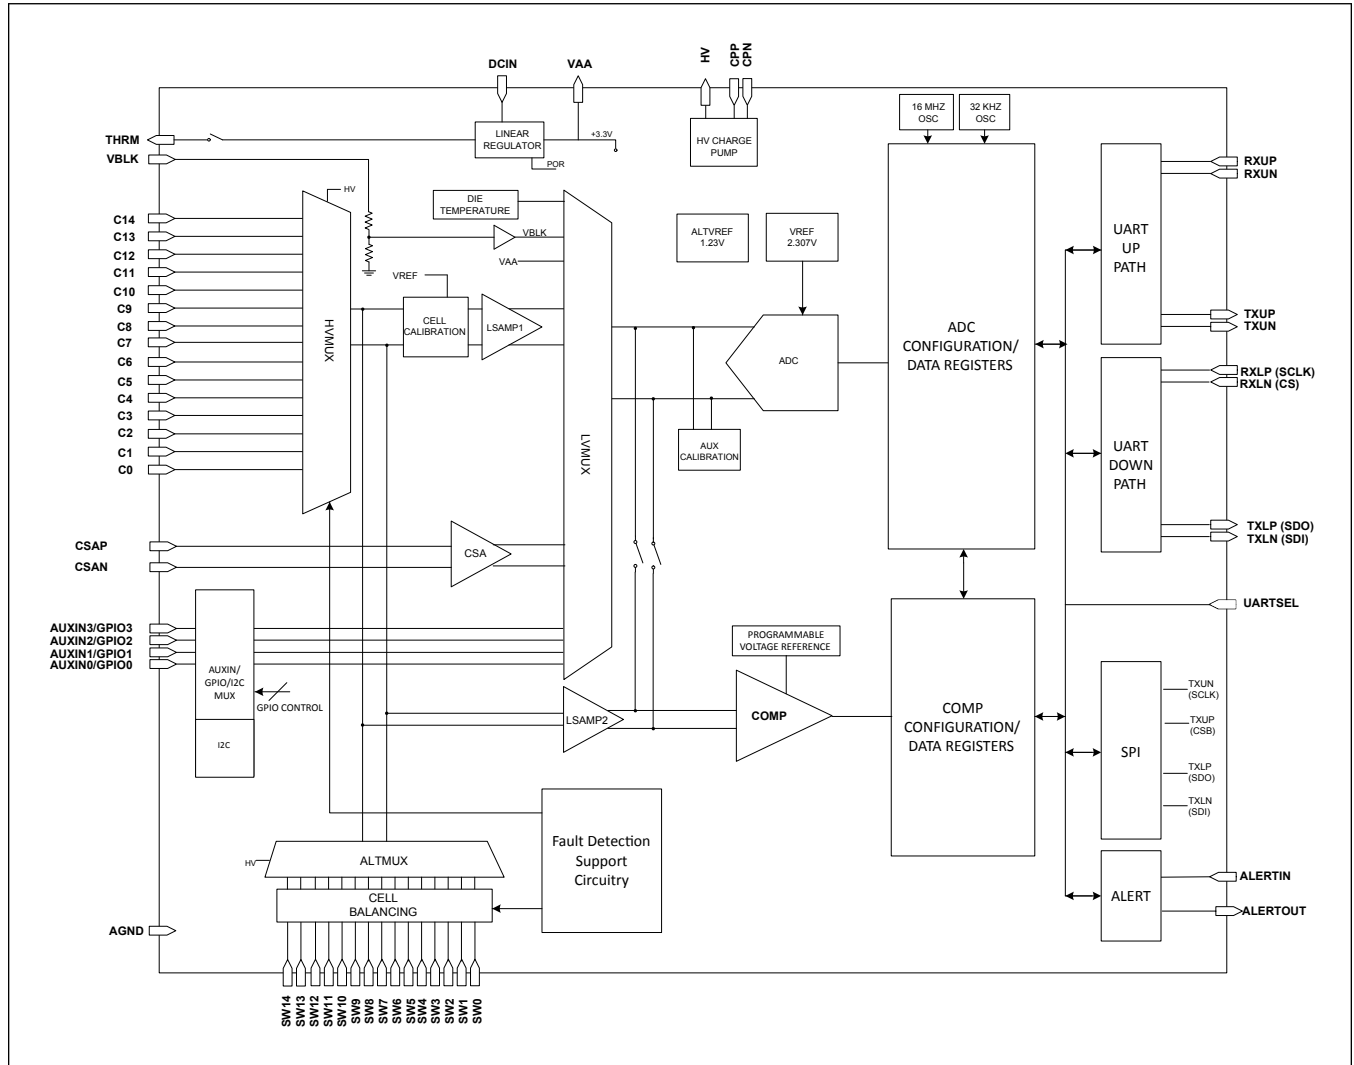 DCIN
VAA
HV
CPP
CPN
THRM
VBLK
LINEAR
REGULATOR
+3.3V
POR
HV CHARGE
PUMP
16 MHZ
OSC
32 KHZ
OSC
C14
C13
C12
C11
C10
C9
C8
C7
C6
C5
C4
C3
C2
C1
C0
HV
HVMUX
DIE
TEMPERATURE
VBLK
VAA
VREF
CELL
CALIBRATION
LSAMP1
LVMUX
ALTVREF
1.23V
VREF
2.307V
ADC
AUX
CALIBRATION
ADC
CONFIGURATION/
DATA REGISTERS
UART
UP
PATH
RXUP
RXUN
TXUP
TXUN
UART
DOWN
PATH
RXLP (SCLK)
RXLN (CS)
TXLP (SDO)
TXLN (SDI)
CSAP
CSAN
CSA
UARTSEL
AUXIN3/GPIO3
AUXIN2/GPIO2
AUXIN1/GPIO1
AUXIN0/GPIO0
AUXIN/
GPIO/I2C
MUX
GPIO CONTROL
I2C
LSAMP2
PROGRAMMABLE
VOLTAGE REFERENCE
COMP
COMP
CONFIGURATION/
DATA REGISTERS
SPI
TXUN
(SCLK)
TXUP
(CSB)
TXLP
(SDO)
TXLN
(SDI)
Fault Detection
Support
Circuitry
HV
ALTMUX
CELL
BALANCING
ALERT
ALERTIN
ALERTOUT
AGND
SW14
SW13
SW12
SW11
SW10
SW9
SW8
SW7
SW6
SW5
SW4
SW3
SW2
SW1
SW0